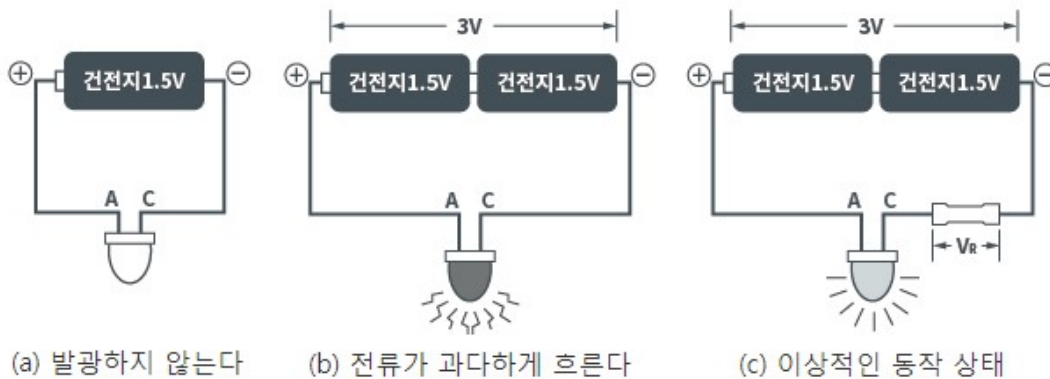 3V
3V
⊕ 건전지1.5V ⊖
⊕ 건전지1.5V 건전지1.5V ⊖
⊕ 건전지1.5V 건전지1.5V ⊖
A C
A C
A C
VR
(a) 발광하지 않는다
(b) 전류가 과다하게 흐른다
(c) 이상적인 동작 상태